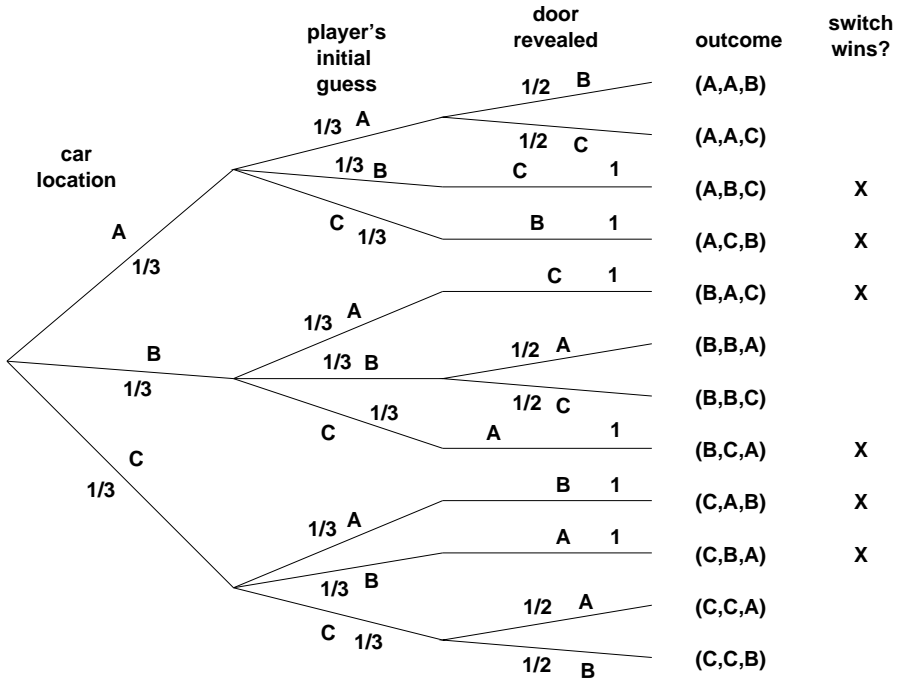 car
location
player's
initial
guess
door
revealed
outcome
switch
wins?
A
1/3
B
1/3
C
1/3
1/3 A
1/3 B
C 1/3
1/3 A
1/3 B
1/3
C
1/3 A
1/3 B
C 1/3
1/2 B
1/2 C
C 1
B 1
C 1
1/2 A
1/2 C
A 1
B 1
A 1
1/2 A
1/2 B
(A,A,B)
(A,A,C)
(A,B,C) X
(A,C,B) X
(B,A,C) X
(B,B,A)
(B,B,C)
(B,C,A) X
(C,A,B) X
(C,B,A) X
(C,C,A)
(C,C,B)